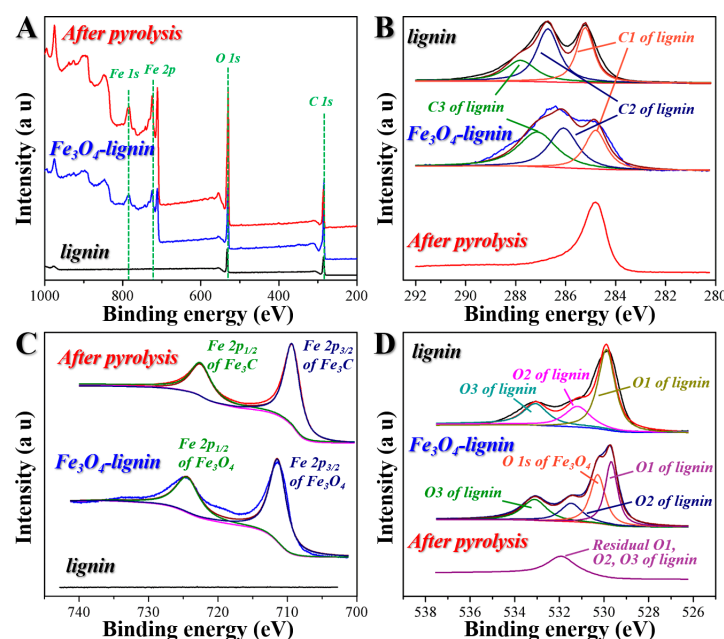 A
After pyrolysis
Fe 1s
Fe 2p
O 1s
C 1s
Fe3O4-lignin
lignin
Intensity (a u)
1000 800 600 400 200
Binding energy (eV)
B
lignin
C1 of lignin
C3 of lignin
C2 of lignin
Fe3O4-lignin
After pyrolysis
Intensity (a u)
292 290 288 286 284 282 280
Binding energy (eV)
C
After pyrolysis
Fe 2p1/2
of Fe3C
Fe 2p3/2
of Fe3C
Fe3O4-lignin
Fe 2p1/2
of Fe3O4
Fe 2p3/2
of Fe3O4
lignin
Intensity (a u)
740 730 720 710 700
Binding energy (eV)
D
lignin
O2 of lignin
O3 of lignin
O1 of lignin
Fe3O4-lignin
O 1s of Fe3O4
O1 of lignin
O3 of lignin
O2 of lignin
After pyrolysis
Residual O1,
O2, O3 of lignin
Intensity (a u)
538 534 530 526
Binding energy (eV)